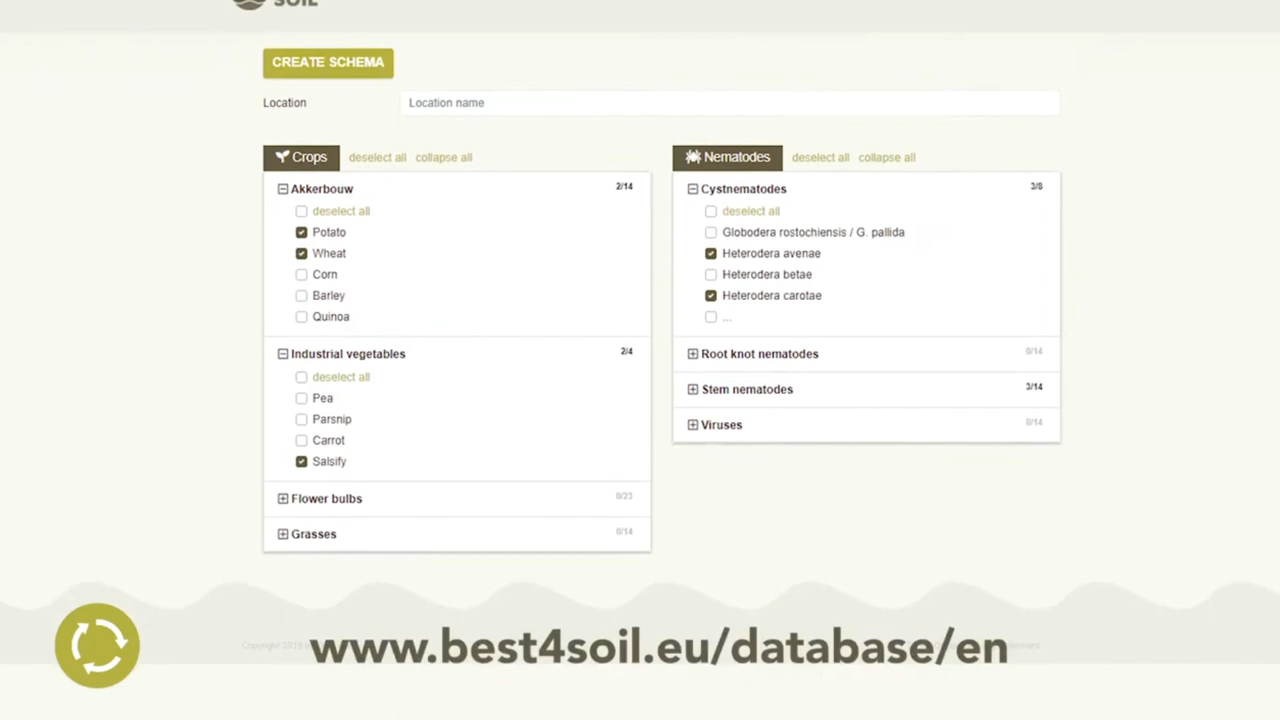 SOIL
CREATE SCHEMA
Location
Location name
Crops
deselect all
collapse all
Akkerbouw
2/14
deselect all
Potato
Wheat
Corn
Barley
Quinoa
Industrial vegetables
2/4
deselect all
Pea
Parsnip
Carrot
Salsify
Flower bulbs
0/23
Grasses
0/14
Nematodes
deselect all
collapse all
Cystnematodes
3/8
deselect all
Globodera rostochiensis / G. pallida
Heterodera avenae
Heterodera betae
Heterodera carotae
...
Root knot nematodes
0/14
Stem nematodes
3/14
Viruses
0/14
www.best4soil.eu/database/en